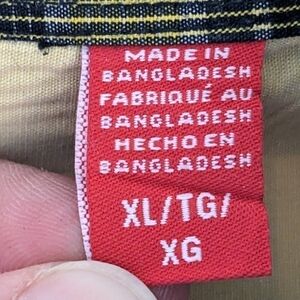 MADE IN
BANGLADESH
FABRIQUÉ AU
BANGLADESH
HECHO EN
BANGLADESH
XL/TG/
XG